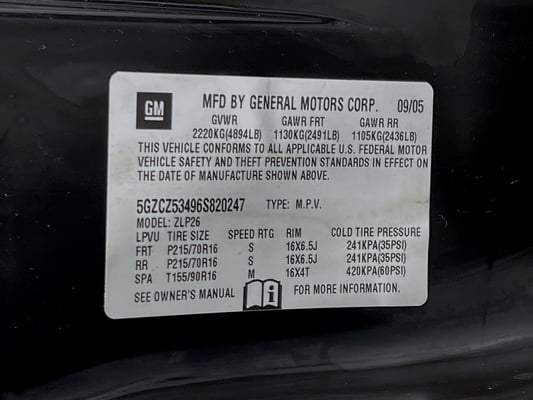 GM
MFD BY GENERAL MOTORS CORP. 09/05
GVWR GAWR FRT GAWR RR
2220KG(4894LB) 1130KG(2491LB) 1105KG(2436LB)
THIS VEHICLE CONFORMS TO ALL APPLICABLE U.S. FEDERAL MOTOR
VEHICLE SAFETY AND THEFT PREVENTION STANDARDS IN EFFECT ON
THE DATE OF MANUFACTURE SHOWN ABOVE.
5GZCZ53496S820247 TYPE: M.P.V.
MODEL: ZLP26
LPVU TIRE SIZE SPEED RTG RIM COLD TIRE PRESSURE
FRT P215/70R16 S 16X6.5J 241KPA(35PSI)
RR P215/70R16 S 16X6.5J 241KPA(35PSI)
SPA T155/90R16 M 16X4T 420KPA(60PSI)
SEE OWNER'S MANUAL FOR MORE INFORMATION.